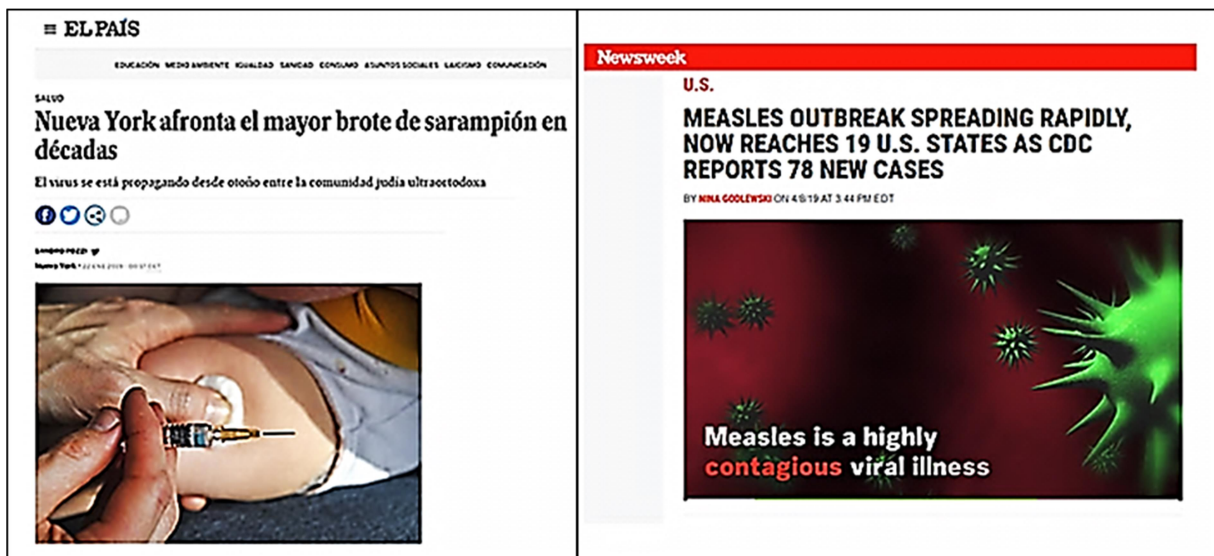 EL PAÍS
EDUCACIÓN MEDIO AMBIENTE IGUALDAD SANIDAD CONSUMO ASUNTOS SOCIALES LAICISMO COMUNICACIÓN
SALUD
Nueva York afronta el mayor brote de sarampión en
décadas
El virus se está propagando desde otoño entre la comunidad judía ultraortodoxa
SANDRO POZZI
Nueva York
Newsweek
U.S.
MEASLES OUTBREAK SPREADING RAPIDLY,
NOW REACHES 19 U.S. STATES AS CDC
REPORTS 78 NEW CASES
BY NINA GODLEWSKI ON 4/8/19 AT 3:44 PM EDT
Measles is a highly
contagious viral illness